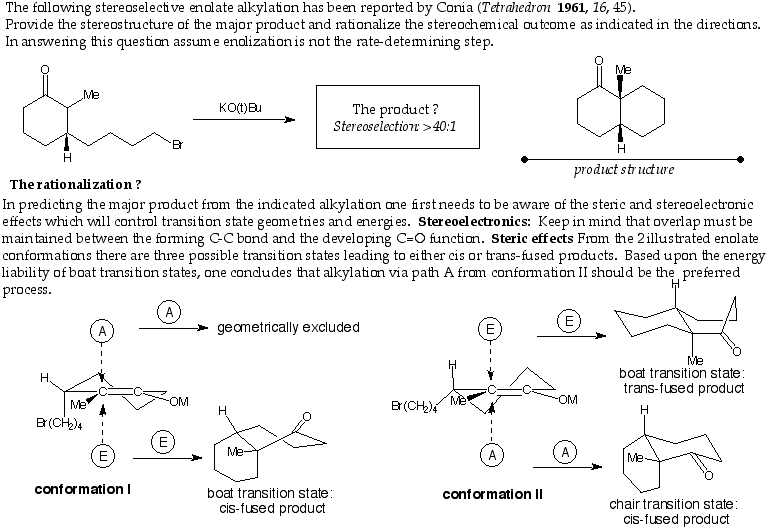 The following stereoselective enolate alkylation has been reported by Conia (Tetrahedron 1961, 16, 45).
Provide the stereostructure of the major product and rationalize the stereochemical outcome as indicated in the directions.
In answering this question assume enolization is not the rate-determining step.
O
Me
H
Br
KO(t)Bu
The product ?
Stereoselection: >40:1
O
Me
H
product structure
The rationalization ?
In predicting the major product from the indicated alkylation one first needs to be aware of the steric and stereoelectronic
effects which will control transition state geometries and energies. Stereoelectronics: Keep in mind that overlap must be
maintained between the forming C-C bond and the developing C=O function. Steric effects From the 2 illustrated enolate
conformations there are three possible transition states leading to either cis or trans-fused products. Based upon the energy
liability of boat transition states, one concludes that alkylation via path A from conformation II should be the preferred
process.
A
A
geometrically excluded
H
C
C
Me
OM
Br(CH2)4
E
E
conformation I
H
O
Me
boat transition state:
cis-fused product
E
E
H
C
C
Br(CH2)4
Me
OM
A
A
conformation II
H
O
Me
boat transition state:
trans-fused product
H
Me
O
chair transition state:
cis-fused product